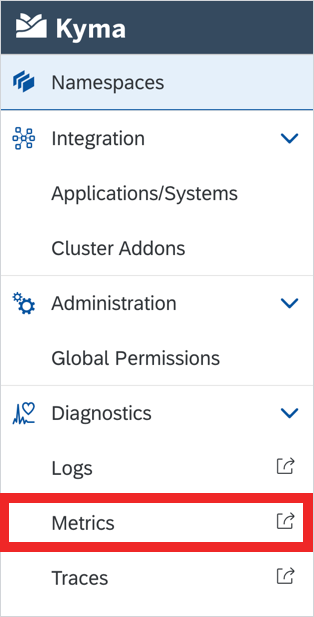 Kyma
Namespaces
Integration
Applications/Systems
Cluster Addons
Administration
Global Permissions
Diagnostics
Logs
Metrics
Traces